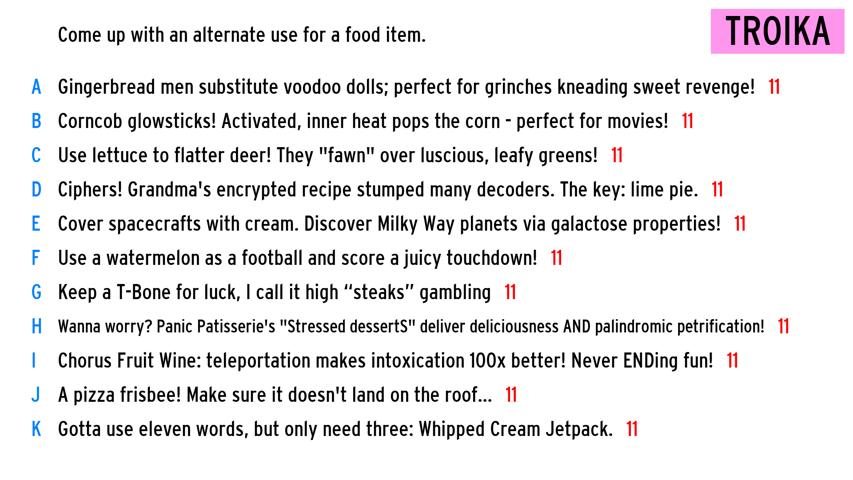 Come up with an alternate use for a food item.
TROIKA
A Gingerbread men substitute voodoo dolls; perfect for grinches kneading sweet revenge! 11
B Corncob glowsticks! Activated, inner heat pops the corn - perfect for movies! 11
C Use lettuce to flatter deer! They "fawn" over luscious, leafy greens! 11
D Ciphers! Grandma's encrypted recipe stumped many decoders. The key: lime pie. 11
E Cover spacecrafts with cream. Discover Milky Way planets via galactose properties! 11
F Use a watermelon as a football and score a juicy touchdown! 11
G Keep a T-Bone for luck, I call it high “steaks” gambling 11
H Wanna worry? Panic Patisserie's "Stressed dessertS" deliver deliciousness AND palindromic petrification! 11
I Chorus Fruit Wine: teleportation makes intoxication 100x better! Never ENDing fun! 11
J A pizza frisbee! Make sure it doesn't land on the roof... 11
K Gotta use eleven words, but only need three: Whipped Cream Jetpack. 11